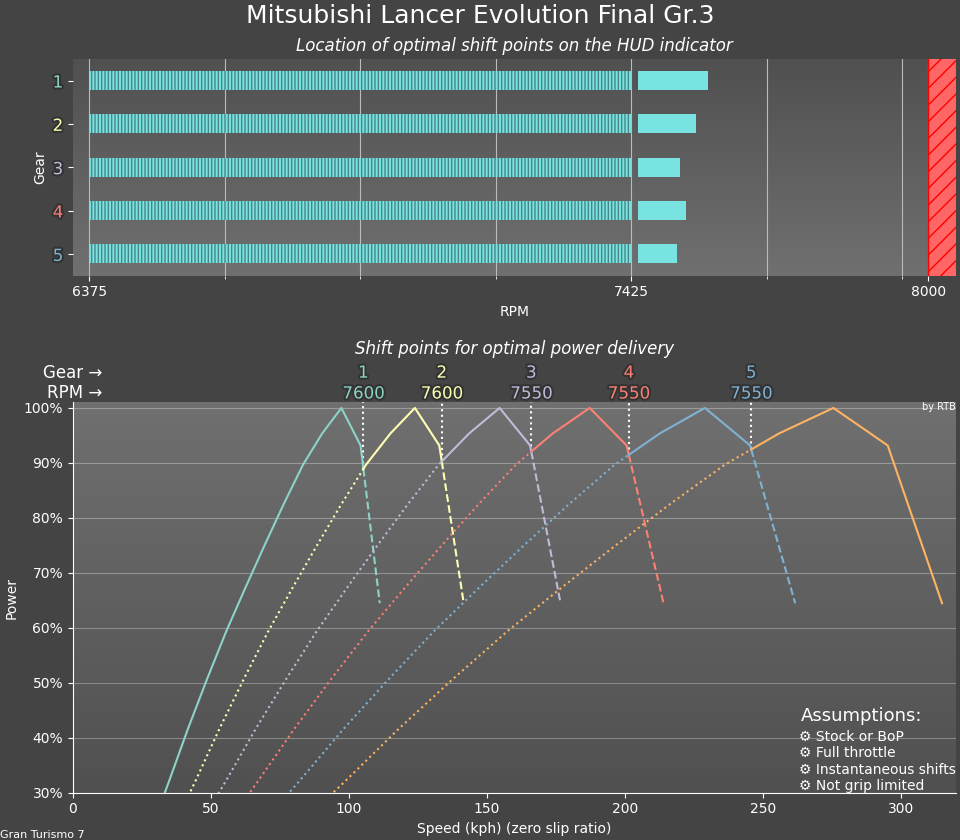 Mitsubishi Lancer Evolution Final Gr.3
Location of optimal shift points on the HUD indicator
1
2
3
4
5
Gear
6375 7425 8000
RPM
Shift points for optimal power delivery
Gear → 1 2 3 4 5
RPM → 7600 7600 7550 7550 7550
by RTB
100%
90%
80%
70%
60%
50%
40%
30%
Power
Assumptions:
⚙ Stock or BoP
⚙ Full throttle
⚙ Instantaneous shifts
⚙ Not grip limited
0 50 100 150 200 250 300
Speed (kph) (zero slip ratio)
Gran Turismo 7